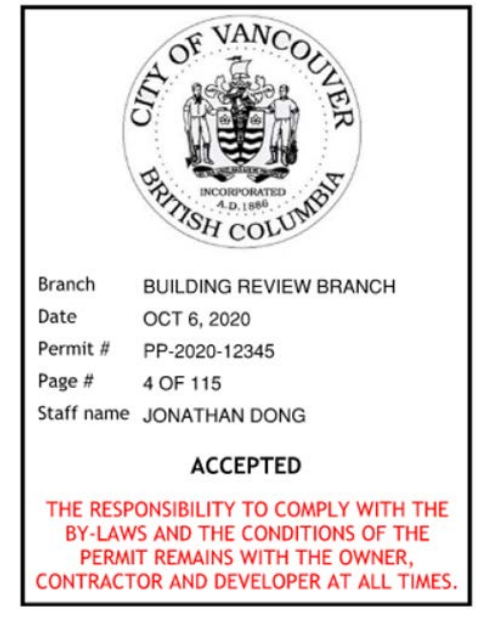 CITY OF VANCOUVER
INCORPORATED
A.D. 1886
BRITISH COLUMBIA
Branch BUILDING REVIEW BRANCH
Date OCT 6, 2020
Permit # PP-2020-12345
Page # 4 OF 115
Staff name JONATHAN DONG
ACCEPTED
THE RESPONSIBILITY TO COMPLY WITH THE
BY-LAWS AND THE CONDITIONS OF THE
PERMIT REMAINS WITH THE OWNER,
CONTRACTOR AND DEVELOPER AT ALL TIMES.